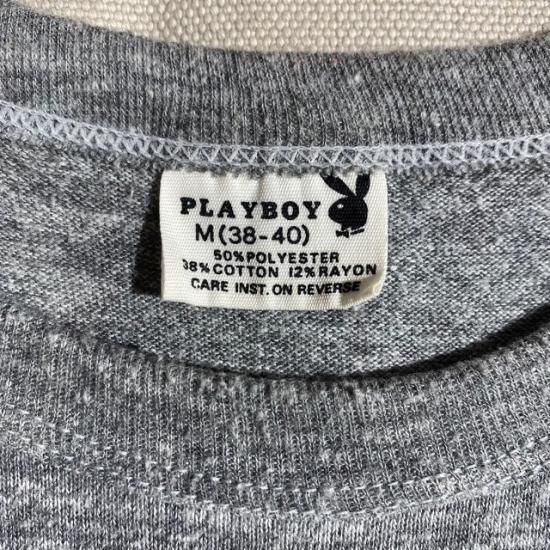 PLAYBOY
M(38-40)
50%POLYESTER
38%COTTON 12%RAYON
CARE INST. ON REVERSE